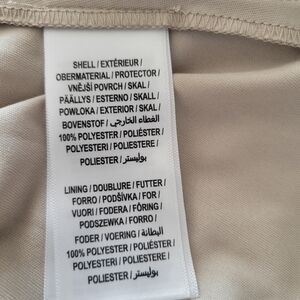 SHELL / EXTÉRIEUR /
OBERMATERIAL / PROTECTOR /
VNĚJŠÍ POVRCH / SKAL /
PÄÄLLYS / ESTERNO / SKALL /
POWŁOKA / EXTERIOR / SKAL /
BOVENSTOF / الغطاء الخارجي /
100% POLYESTER / POLIÉSTER /
POLYESTERI / POLIESTERE /
POLIESTER / بوليستر
LINING / DOUBLURE / FUTTER /
FORRO / PODŠÍVKA / FOR /
VUORI / FODERA / FÔRING /
PODSZEWKA / FORRO /
FODER / VOERING / البطانة /
100% POLYESTER / POLIÉSTER /
POLYESTERI / POLIESTERE /
POLIESTER / بوليستر